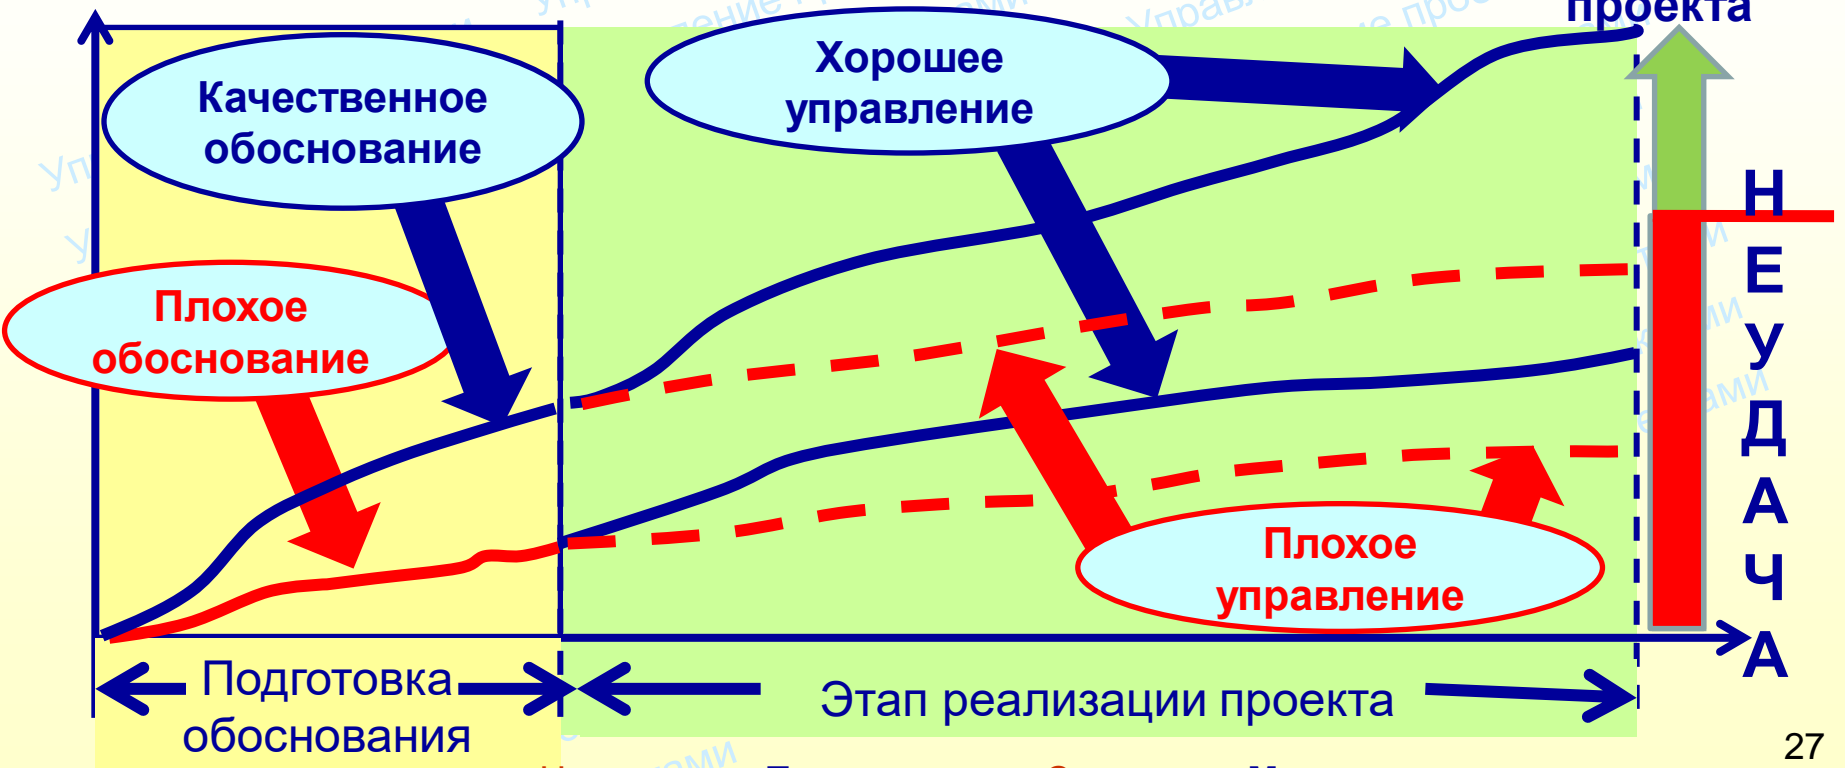 проекта
Качественное
обоснование
Хорошее
управление
Плохое
обоснование
Н
Е
У
Д
А
Ч
А
Плохое
управление
Подготовка
обоснования
Этап реализации проекта
27